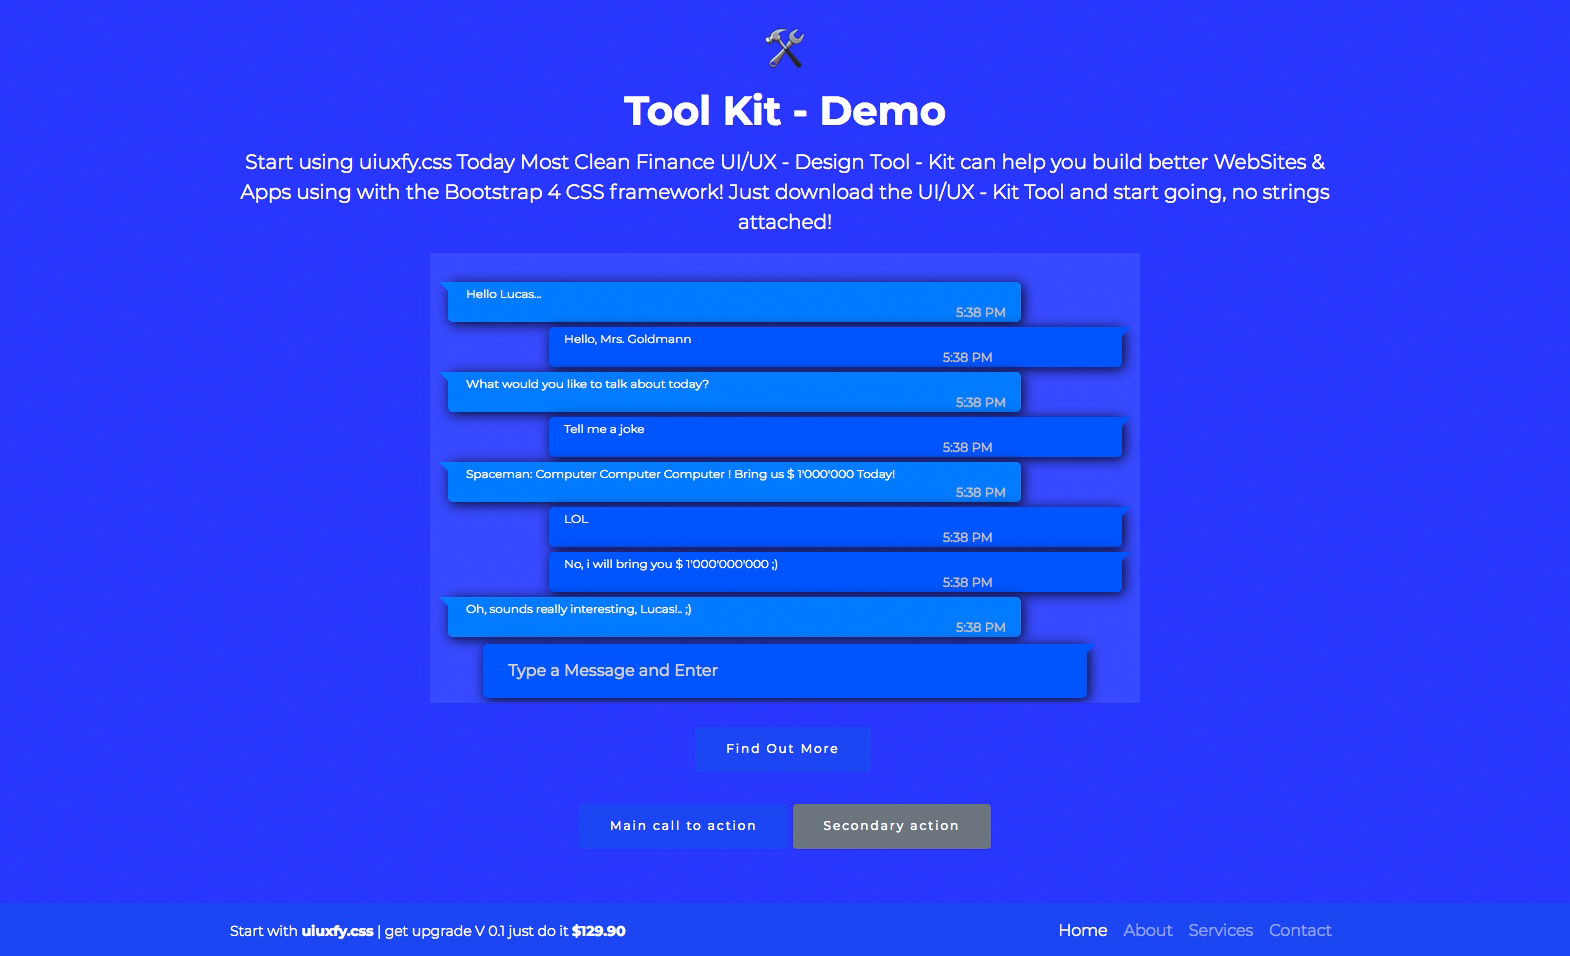 Tool Kit - Demo
Start using uiuxfy.css Today Most Clean Finance UI/UX - Design Tool - Kit can help you build better WebSites &
Apps using with the Bootstrap 4 CSS framework! Just download the UI/UX - Kit Tool and start going, no strings
attached!
Hello Lucas...
5:38 PM
Hello, Mrs. Goldmann
5:38 PM
What would you like to talk about today?
5:38 PM
Tell me a joke
5:38 PM
Spaceman: Computer Computer Computer ! Bring us $ 1'000'000 Today!
5:38 PM
LOL
5:38 PM
No, i will bring you $ 1'000'000'000 ;)
5:38 PM
Oh, sounds really interesting, Lucas!.. ;)
5:38 PM
Type a Message and Enter
Find Out More
Main call to action Secondary action
Start with uiuxfy.css | get upgrade V 0.1 just do it $129.90 Home About Services Contact